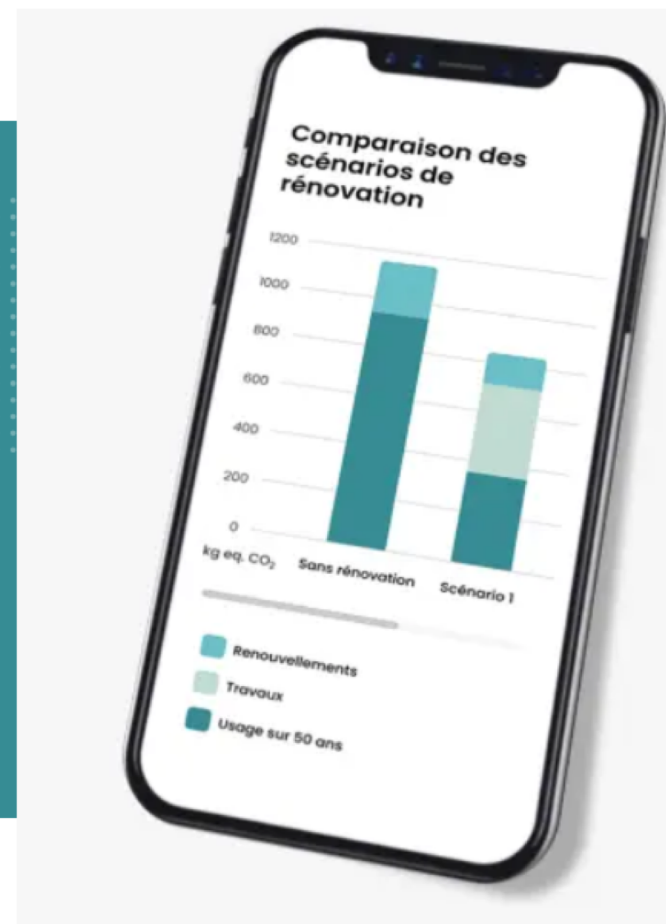 Comparaison des
scénarios de
rénovation
1200
1000
800
600
400
200
0
kg eq. CO₂
Sans rénovation
Scénario 1
Renouvellements
Travaux
Usage sur 50 ans